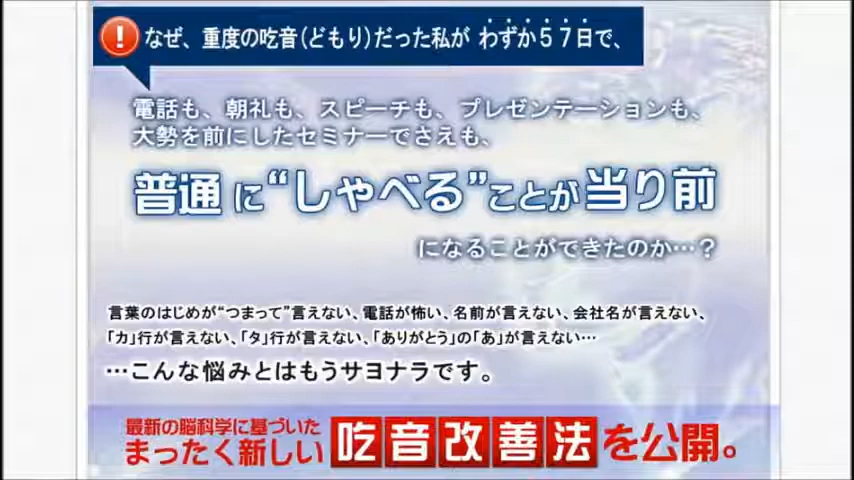 なぜ、重度の吃音(どもり)だった私が わずか57日で、
電話も、朝礼も、スピーチも、プレゼンテーションも、
大勢を前にしたセミナーでさえも、
普通に“しゃべる”ことが当り前
になることができたのか…?
言葉のはじめが“つまって”言えない、電話が怖い、名前が言えない、会社名が言えない、
「カ」行が言えない、「タ」行が言えない、「ありがとう」の「あ」が言えない…
…こんな悩みとはもうサヨナラです。
最新の脳科学に基づいた
まったく新しい 吃音改善法を公開。